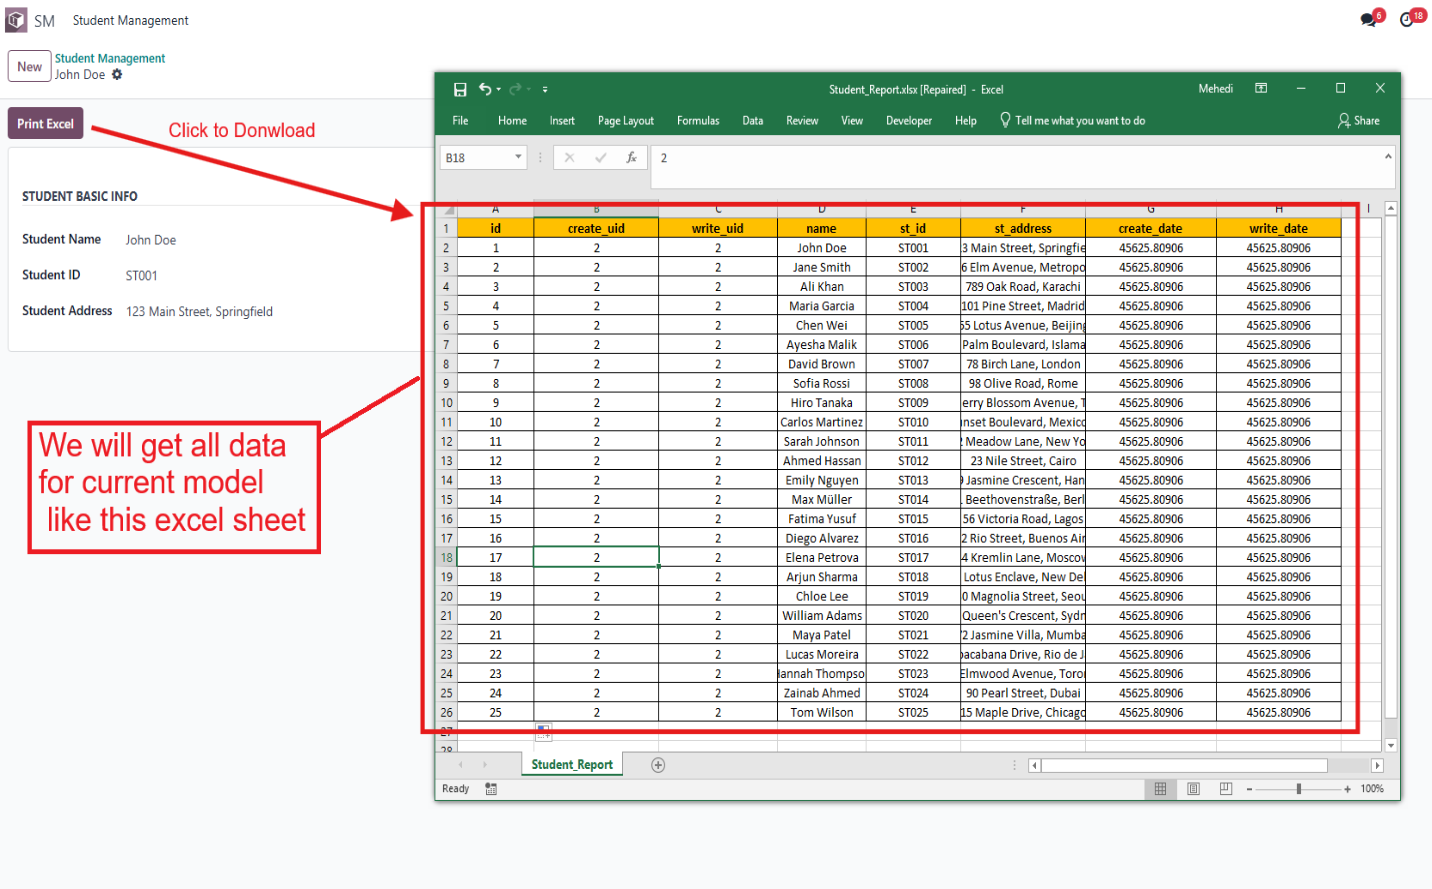 SM Student Management 6 18
New Student Management
John Doe
Print Excel
Click to Donwload
STUDENT BASIC INFO
Student Name John Doe
Student ID ST001
Student Address 123 Main Street, Springfield
We will get all data
for current model
like this excel sheet
Student_Report.xlsx [Repaired] - Excel Mehedi
File Home Insert Page Layout Formulas Data Review View Developer Help Tell me what you want to do Share
B18 fx 2
A B C D E F G H I
1 id create_uid write_uid name st_id st_address create_date write_date
2 1 2 2 John Doe ST001 3 Main Street, Springfie 45625.80906 45625.80906
3 2 2 2 Jane Smith ST002 6 Elm Avenue, Metropo 45625.80906 45625.80906
4 3 2 2 Ali Khan ST003 789 Oak Road, Karachi 45625.80906 45625.80906
5 4 2 2 Maria Garcia ST004 101 Pine Street, Madrid 45625.80906 45625.80906
6 5 2 2 Chen Wei ST005 55 Lotus Avenue, Beijing 45625.80906 45625.80906
7 6 2 2 Ayesha Malik ST006 Palm Boulevard, Islama 45625.80906 45625.80906
8 7 2 2 David Brown ST007 78 Birch Lane, London 45625.80906 45625.80906
9 8 2 2 Sofia Rossi ST008 98 Olive Road, Rome 45625.80906 45625.80906
10 9 2 2 Hiro Tanaka ST009 erry Blossom Avenue, T 45625.80906 45625.80906
11 10 2 2 Carlos Martinez ST010 unset Boulevard, Mexico 45625.80906 45625.80906
12 11 2 2 Sarah Johnson ST011 2 Meadow Lane, New Yo 45625.80906 45625.80906
13 12 2 2 Ahmed Hassan ST012 23 Nile Street, Cairo 45625.80906 45625.80906
14 13 2 2 Emily Nguyen ST013 9 Jasmine Crescent, Han 45625.80906 45625.80906
15 14 2 2 Max Müller ST014 Beethovenstraße, Berl 45625.80906 45625.80906
16 15 2 2 Fatima Yusuf ST015 56 Victoria Road, Lagos 45625.80906 45625.80906
17 16 2 2 Diego Alvarez ST016 2 Rio Street, Buenos Air 45625.80906 45625.80906
18 17 2 2 Elena Petrova ST017 4 Kremlin Lane, Moscow 45625.80906 45625.80906
19 18 2 2 Arjun Sharma ST018 Lotus Enclave, New Del 45625.80906 45625.80906
20 19 2 2 Chloe Lee ST019 0 Magnolia Street, Seou 45625.80906 45625.80906
21 20 2 2 William Adams ST020 Queen's Crescent, Sydn 45625.80906 45625.80906
22 21 2 2 Maya Patel ST021 2 Jasmine Villa, Mumba 45625.80906 45625.80906
23 22 2 2 Lucas Moreira ST022 pacabana Drive, Rio de J 45625.80906 45625.80906
24 23 2 2 Hannah Thompso ST023 Elmwood Avenue, Toro 45625.80906 45625.80906
25 24 2 2 Zainab Ahmed ST024 90 Pearl Street, Dubai 45625.80906 45625.80906
26 25 2 2 Tom Wilson ST025 15 Maple Drive, Chicago 45625.80906 45625.80906
27
28
Student_Report
Ready 100%